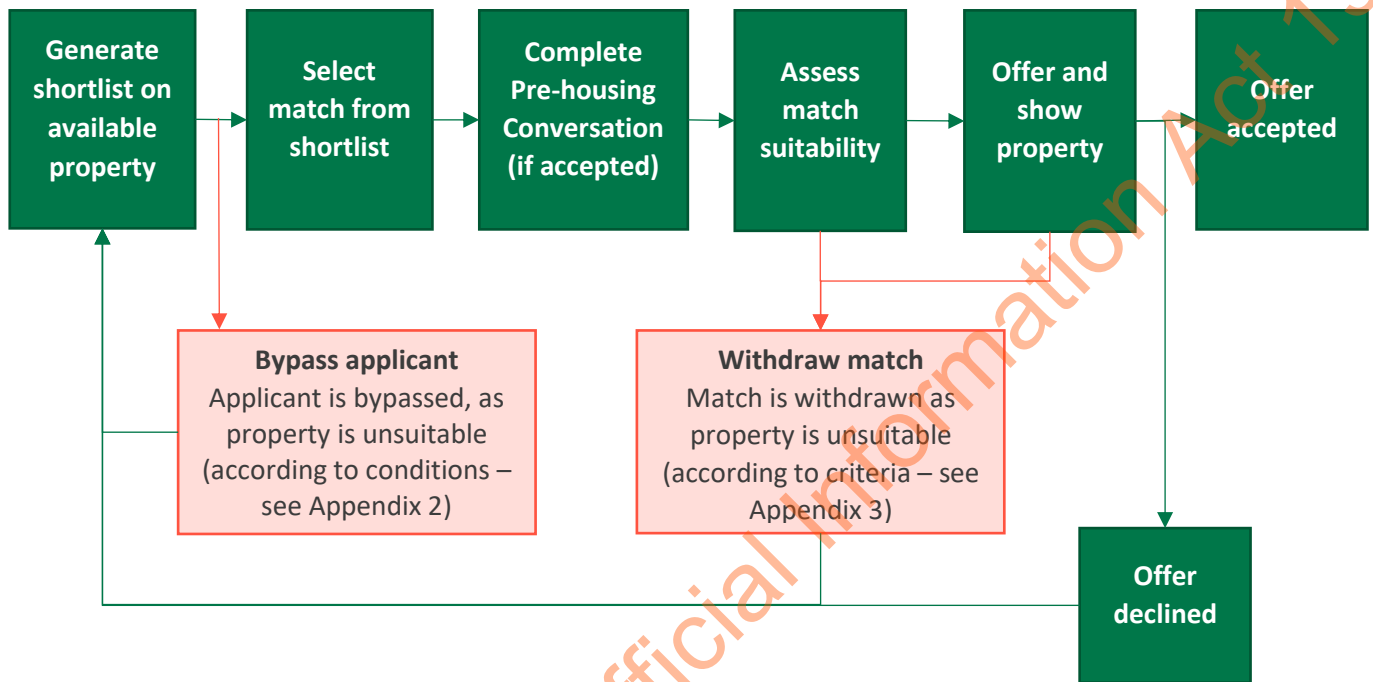 Generate
shortlist on
available
property
Select
match from
shortlist
Complete
Pre-housing
Conversation
(if accepted)
Assess
match
suitability
Offer and
show
property
Offer
accepted
Bypass applicant
Applicant is bypassed, as
property is unsuitable
(according to conditions –
see Appendix 2)
Withdraw match
Match is withdrawn as
property is unsuitable
(according to criteria – see
Appendix 3)
Offer
declined
Information Act